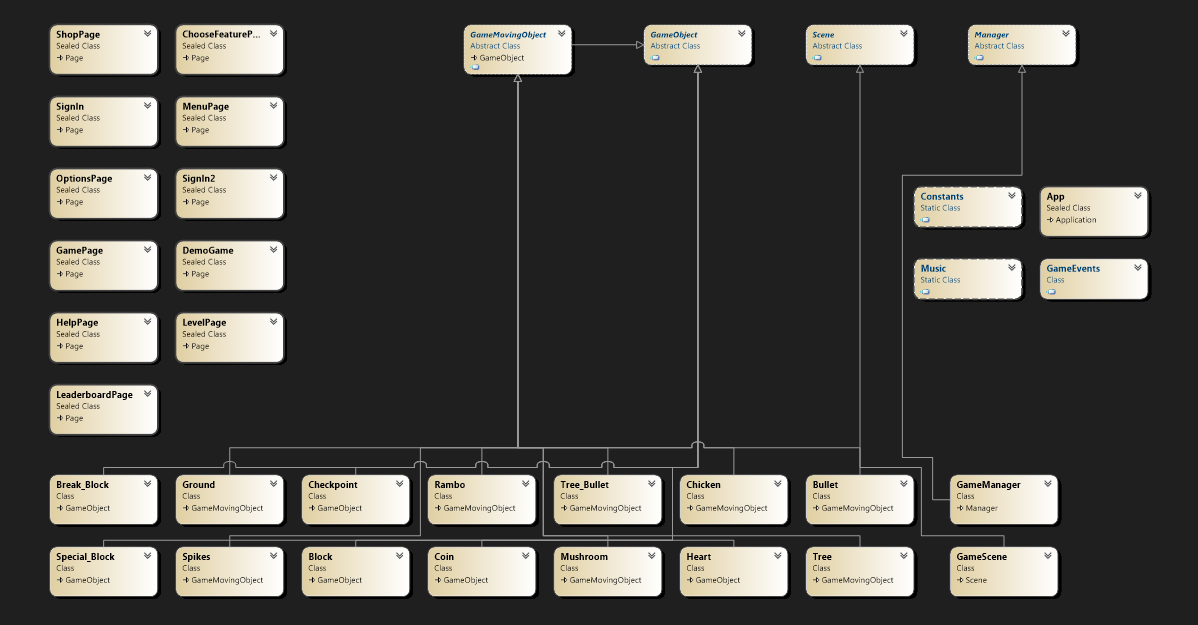 ShopPage
Sealed Class
Page
ChooseFeatureP...
Sealed Class
Page
GameMovingObject
Abstract Class
GameObject
GameObject
Abstract Class
Scene
Abstract Class
Manager
Abstract Class
SignIn
Sealed Class
Page
MenuPage
Sealed Class
Page
OptionsPage
Sealed Class
Page
SignIn2
Sealed Class
Page
Constants
Static Class
App
Sealed Class
Application
GamePage
Sealed Class
Page
DemoGame
Sealed Class
Page
Music
Static Class
GameEvents
Class
HelpPage
Sealed Class
Page
LevelPage
Sealed Class
Page
LeaderboardPage
Sealed Class
Page
Break_Block
Class
GameObject
Ground
Class
GameMovingObject
Checkpoint
Class
GameObject
Rambo
Class
GameMovingObject
Tree_Bullet
Class
GameMovingObject
Chicken
Class
GameMovingObject
Bullet
Class
GameMovingObject
GameManager
Class
Manager
Special_Block
Class
GameObject
Spikes
Class
GameMovingObject
Block
Class
GameObject
Coin
Class
GameObject
Mushroom
Class
GameMovingObject
Heart
Class
GameObject
Tree
Class
GameMovingObject
GameScene
Class
Scene